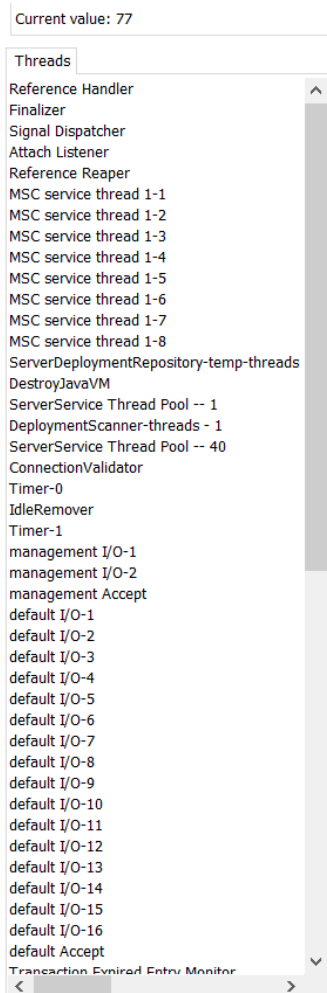 Current value: 77
Threads
Reference Handler
Finalizer
Signal Dispatcher
Attach Listener
Reference Reaper
MSC service thread 1-1
MSC service thread 1-2
MSC service thread 1-3
MSC service thread 1-4
MSC service thread 1-5
MSC service thread 1-6
MSC service thread 1-7
MSC service thread 1-8
ServerDeploymentRepository-temp-threads
DestroyJavaVM
ServerService Thread Pool -- 1
DeploymentScanner-threads - 1
ServerService Thread Pool -- 40
ConnectionValidator
Timer-0
IdleRemover
Timer-1
management I/O-1
management I/O-2
management Accept
default I/O-1
default I/O-2
default I/O-3
default I/O-4
default I/O-5
default I/O-6
default I/O-7
default I/O-8
default I/O-9
default I/O-10
default I/O-11
default I/O-12
default I/O-13
default I/O-14
default I/O-15
default I/O-16
default Accept
Transaction Expired Entry Monitor